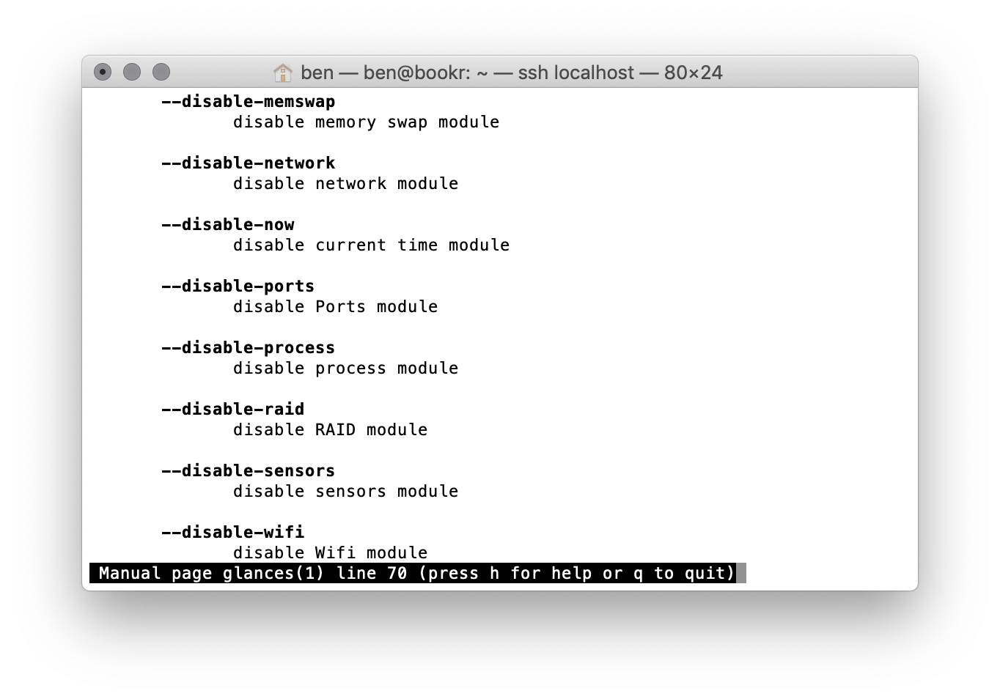 ben — ben@bookr: ~ — ssh localhost — 80×24
--disable-memswap
disable memory swap module
--disable-network
disable network module
--disable-now
disable current time module
--disable-ports
disable Ports module
--disable-process
disable process module
--disable-raid
disable RAID module
--disable-sensors
disable sensors module
--disable-wifi
disable Wifi module
Manual page glances(1) line 70 (press h for help or q to quit)